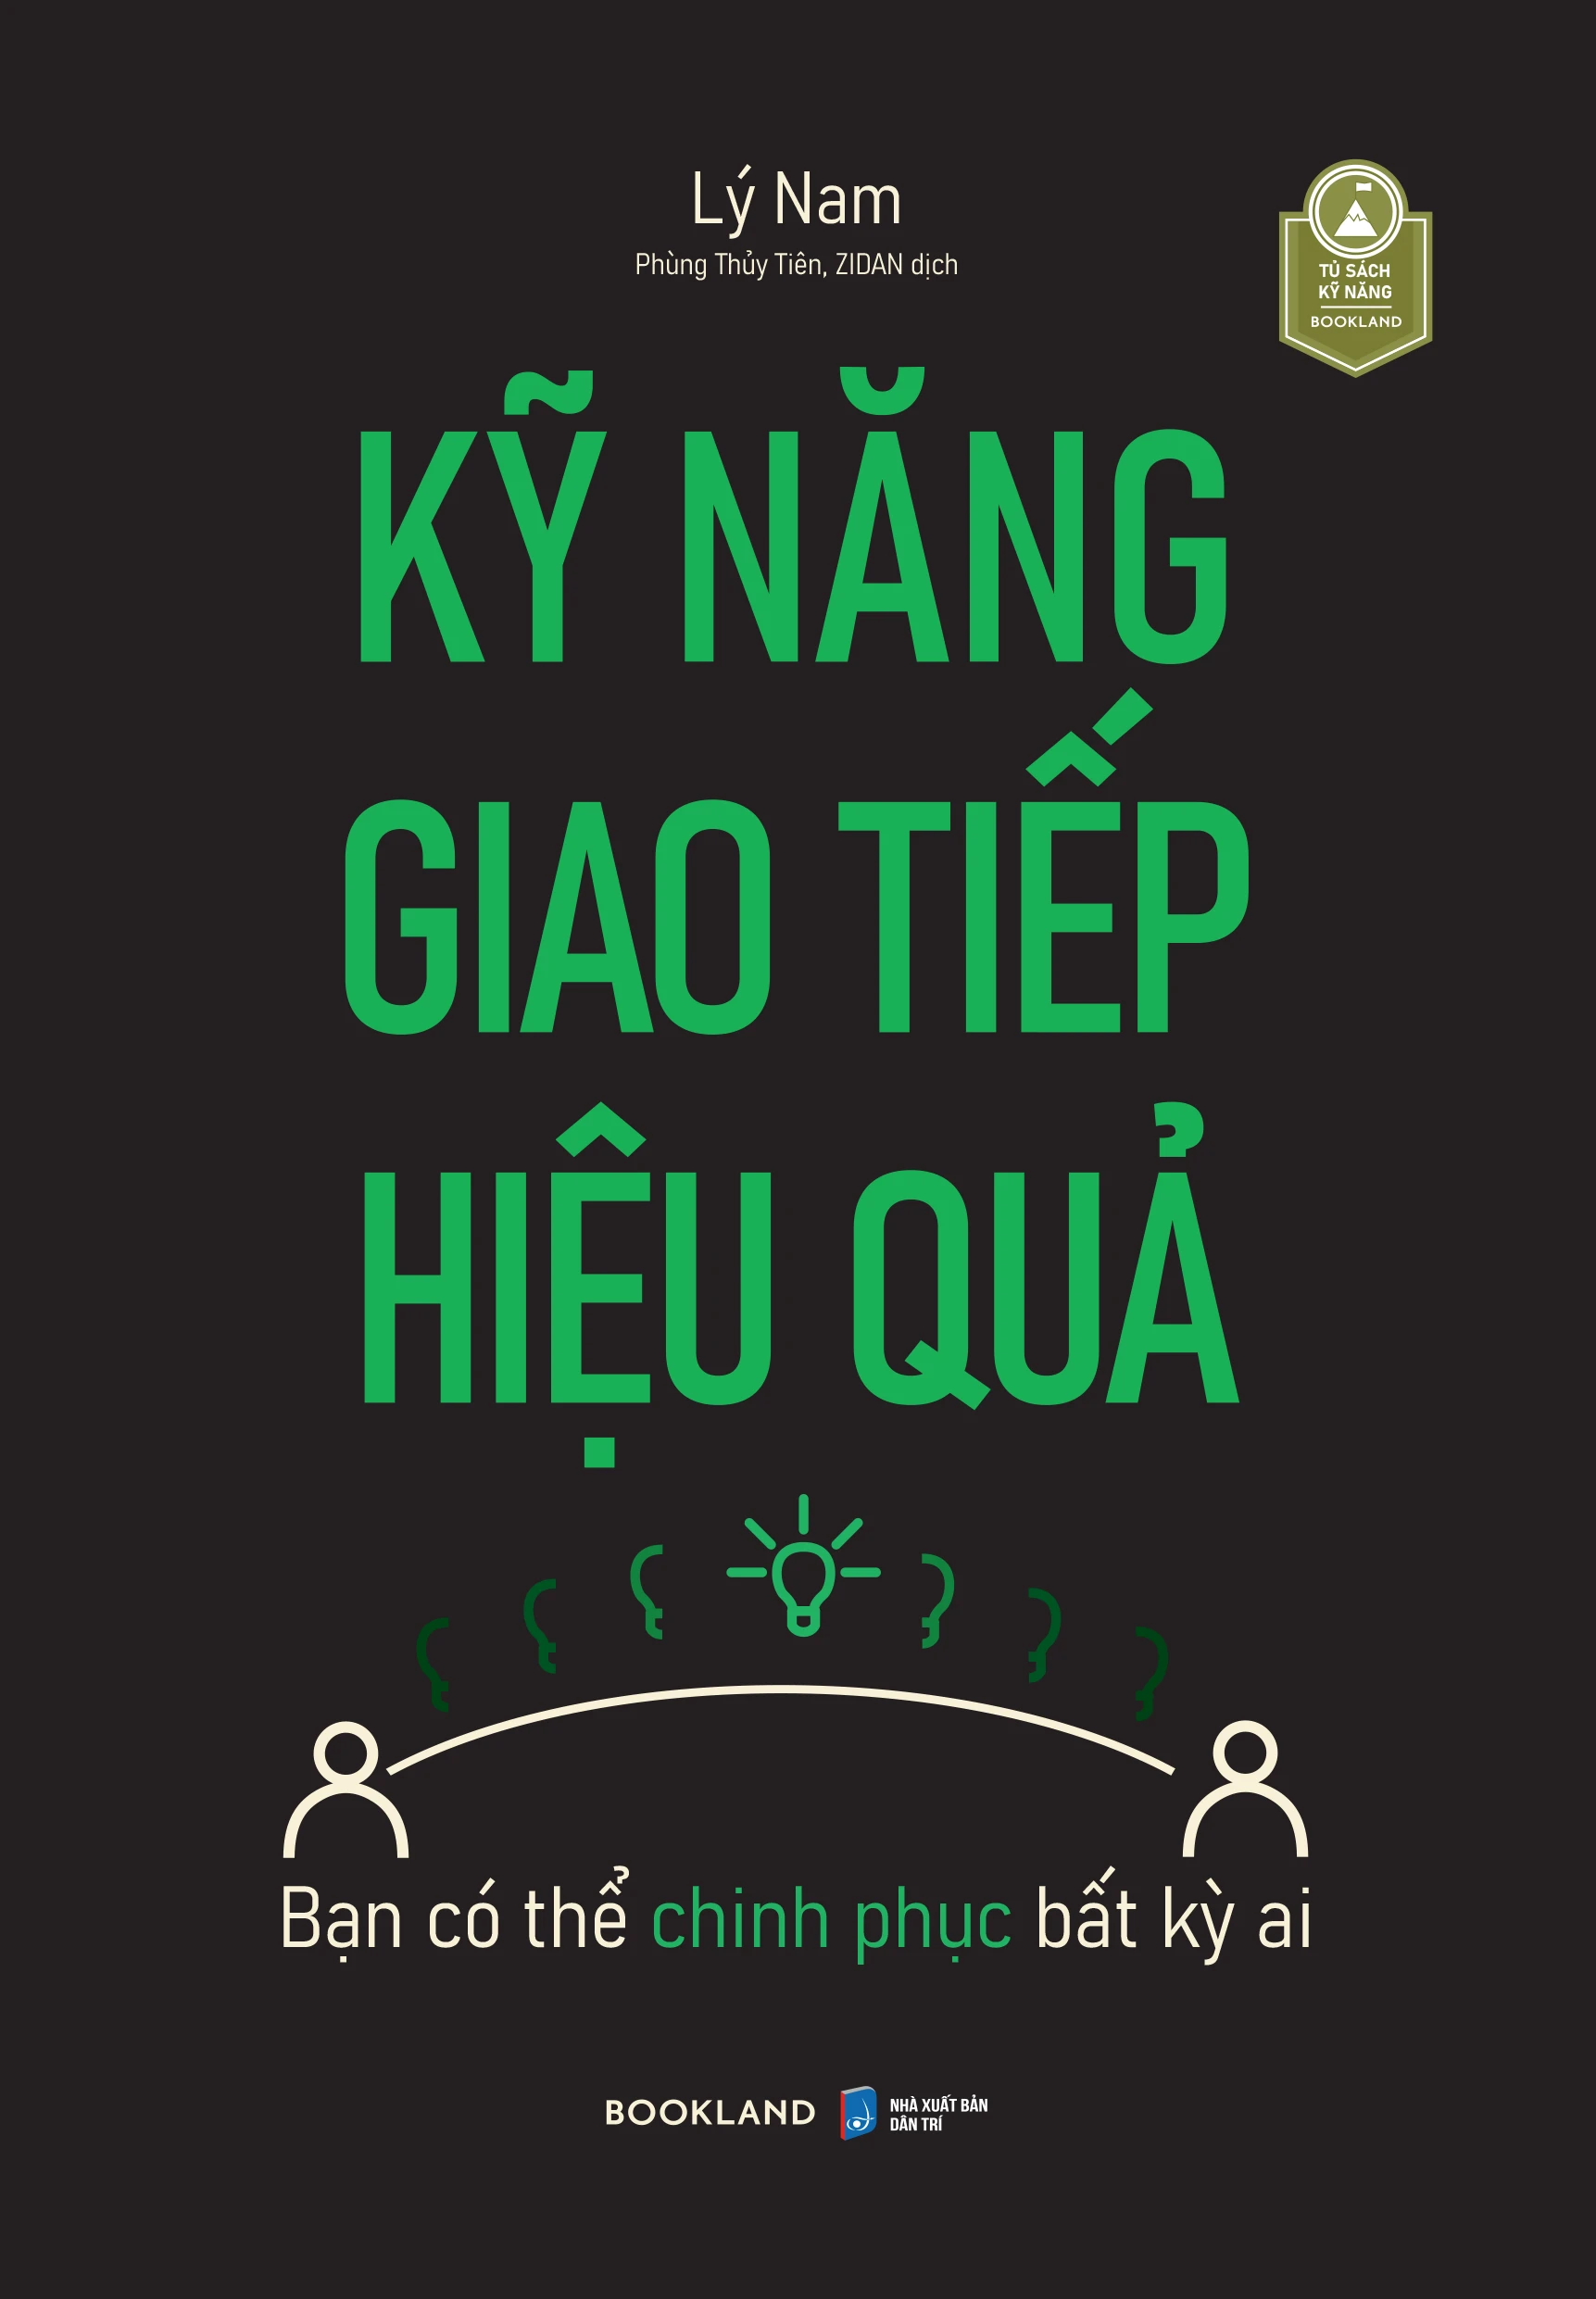 Lý Nam
Phùng Thủy Tiên, ZIDAN dịch
TỦ SÁCH
KỸ NĂNG
BOOKLAND
KỸ NĂNG
GIAO TIẾP
HIỆU QUẢ
Bạn có thể chinh phục bất kỳ ai
BOOKLAND
NHÀ XUẤT BẢN
DÂN TRÍ